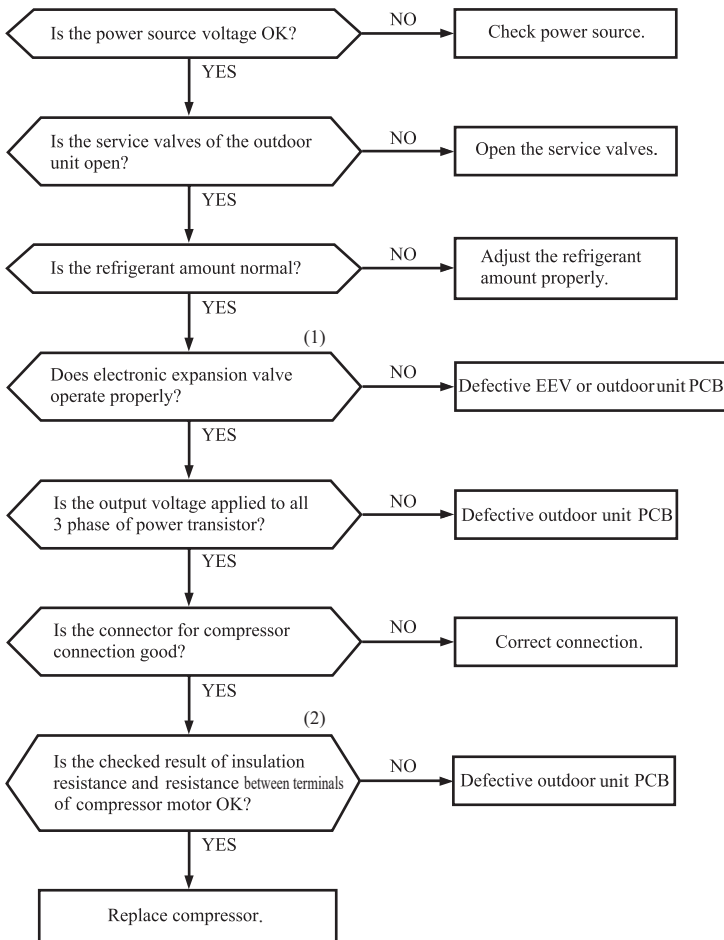 Is the power source voltage OK?
NO
Check power source.
YES
Is the service valves of the outdoor
unit open?
NO
Open the service valves.
YES
Is the refrigerant amount normal?
NO
Adjust the refrigerant
amount properly.
YES
(1)
Does electronic expansion valve
operate properly?
NO
Defective EEV or outdoor unit PCB
YES
Is the output voltage applied to all
3 phase of power transistor?
NO
Defective outdoor unit PCB
YES
Is the connector for compressor
connection good?
NO
Correct connection.
YES
(2)
Is the checked result of insulation
resistance and resistance between terminals
of compressor motor OK?
NO
Defective outdoor unit PCB
YES
Replace compressor.